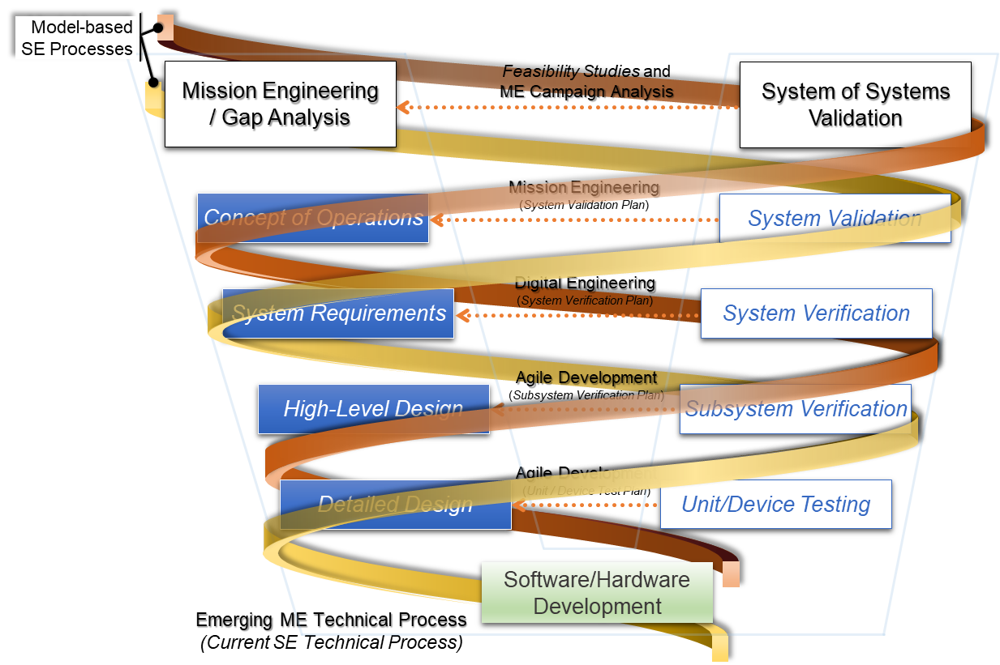 Model-based
SE Processes
Mission Engineering
/ Gap Analysis
Feasibility Studies and
ME Campaign Analysis
System of Systems
Validation
Concept of Operations
Mission Engineering
(System Validation Plan)
System Validation
System Requirements
Digital Engineering
(System Verification Plan)
System Verification
High-Level Design
Agile Development
(Subsystem Verification Plan)
Subsystem Verification
Detailed Design
Agile Development
(Unit / Device Test Plan)
Unit/Device Testing
Software/Hardware
Development
Emerging ME Technical Process
(Current SE Technical Process)